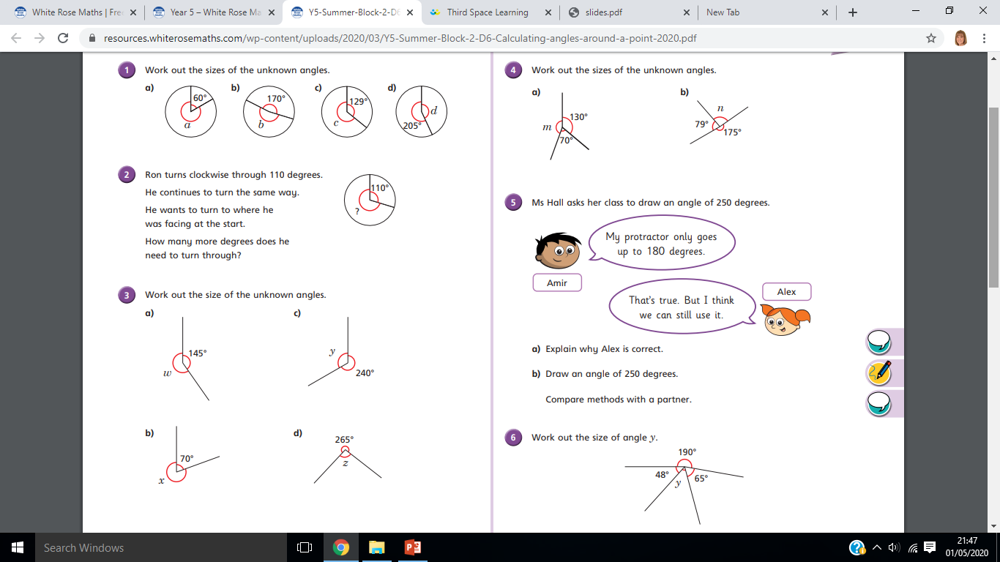 White Rose Maths | Free
Year 5 – White Rose Ma
Y5-Summer-Block-2-D6
Third Space Learning
slides.pdf
New Tab
resources.whiterosemaths.com/wp-content/uploads/2020/03/Y5-Summer-Block-2-D6-Calculating-angles-around-a-point-2020.pdf
1 Work out the sizes of the unknown angles.
a) b) c) d)
60° 170° 129° d
a b c 205°
2 Ron turns clockwise through 110 degrees.
He continues to turn the same way.
He wants to turn to where he
was facing at the start.
How many more degrees does he
need to turn through?
110°
?
3 Work out the size of the unknown angles.
a) c)
145° y
w 240°
b) d)
70° 265°
x z
4 Work out the sizes of the unknown angles.
a) b)
130° n
m 79°
70° 175°
5 Ms Hall asks her class to draw an angle of 250 degrees.
My protractor only goes
up to 180 degrees.
Amir
That's true. But I think
we can still use it.
Alex
a) Explain why Alex is correct.
b) Draw an angle of 250 degrees.
Compare methods with a partner.
6 Work out the size of angle y.
190°
48° y 65°
Search Windows
21:47
01/05/2020